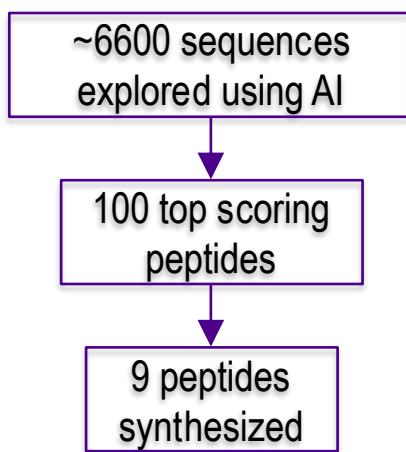 ~6600 sequences
explored using AI
100 top scoring
peptides
9 peptides
synthesized